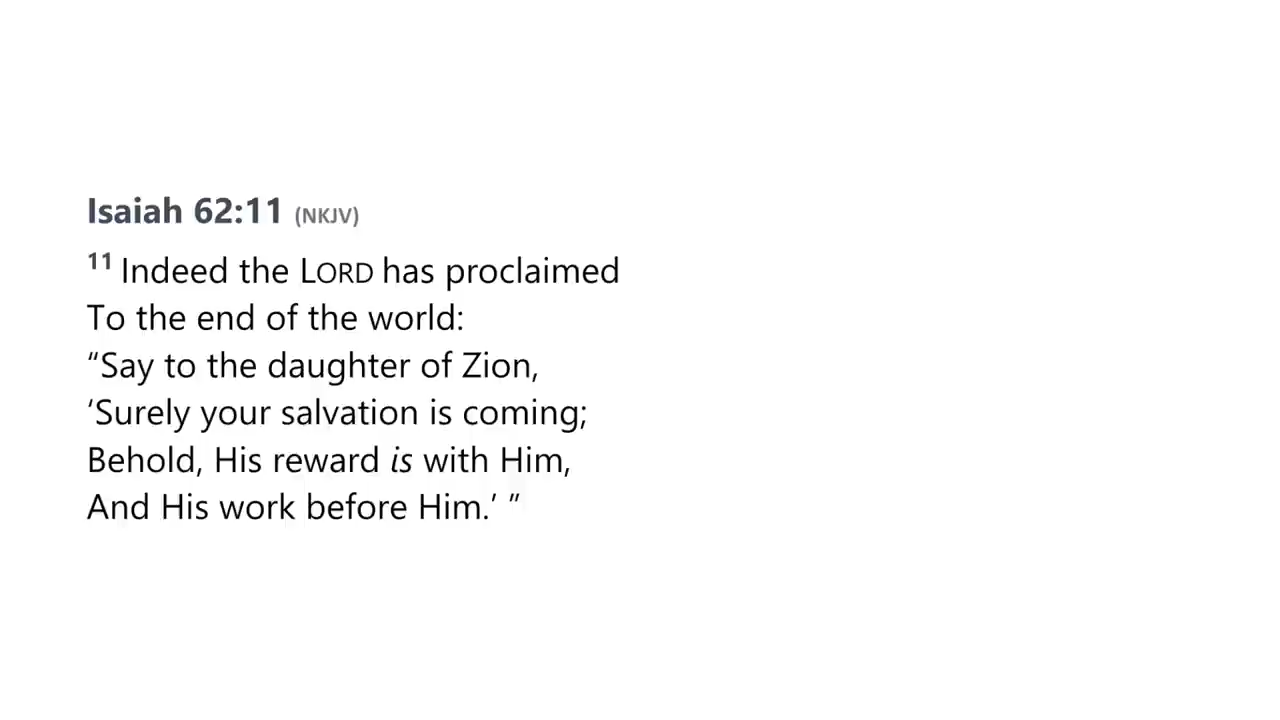 Isaiah 62:11 (NKJV)
11 Indeed the LORD has proclaimed
To the end of the world:
“Say to the daughter of Zion,
‘Surely your salvation is coming;
Behold, His reward is with Him,
And His work before Him.’ ”